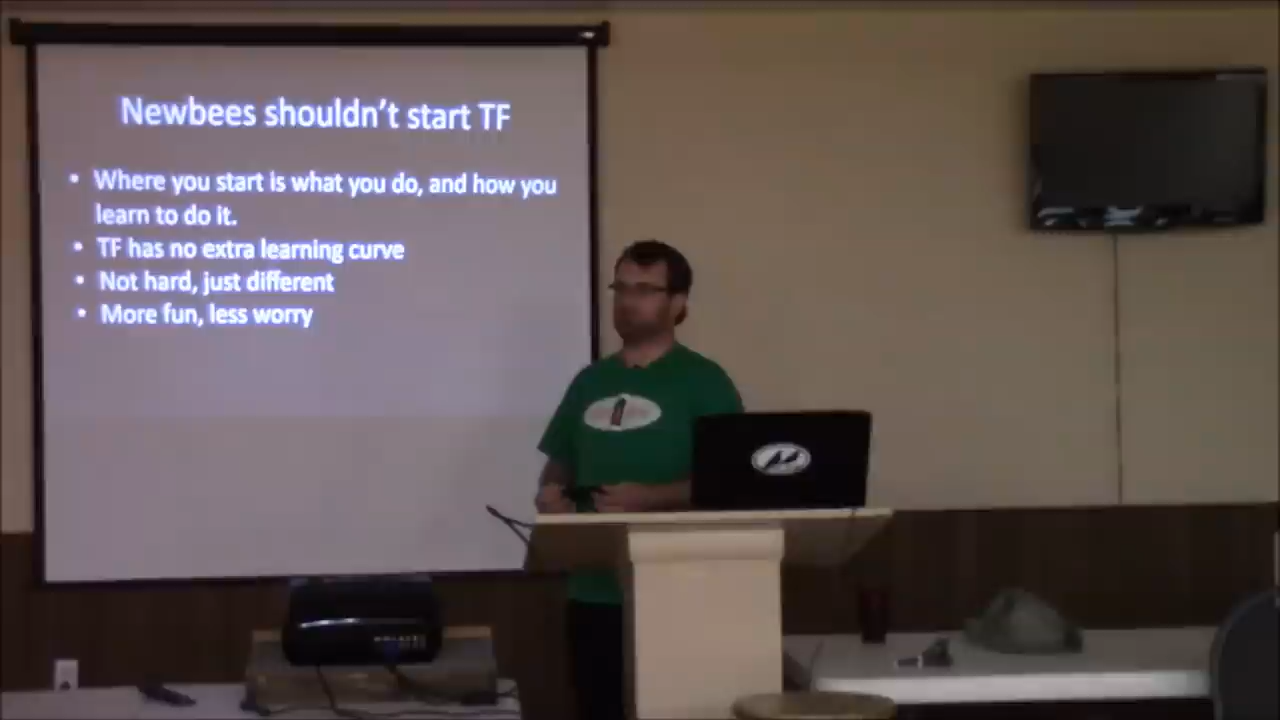 Newbees shouldn't start TF
• Where you start is what you do, and how you
learn to do it.
• TF has no extra learning curve
• Not hard, just different
• More fun, less worry